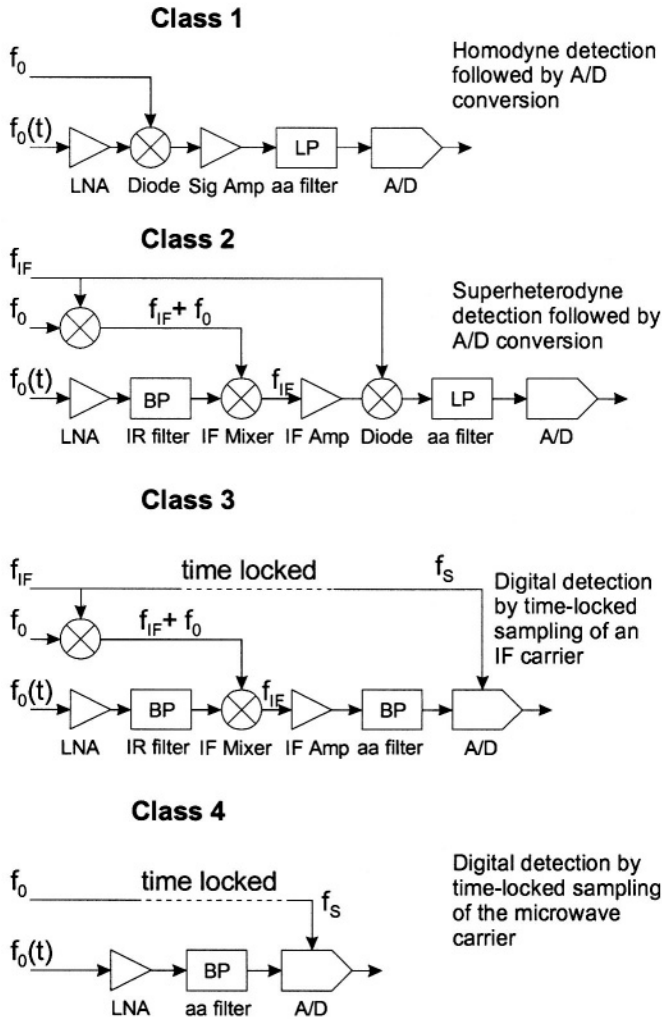 Class 1
f0
Homodyne detection
followed by A/D
conversion
f0(t)
LP
LNA Diode Sig Amp aa filter A/D
Class 2
fIF
Superheterodyne
detection followed by
A/D conversion
f0
fIF + f0
f0(t)
BP
fIF
LP
LNA IR filter IF Mixer IF Amp Diode aa filter A/D
Class 3
fIF
time locked
fS
Digital detection
by time-locked
sampling of an
IF carrier
f0
fIF + f0
f0(t)
BP
fIF
BP
LNA IR filter IF Mixer IF Amp aa filter A/D
Class 4
f0
time locked
fS
Digital detection by
time-locked sampling
of the microwave
carrier
f0(t)
BP
LNA aa filter A/D